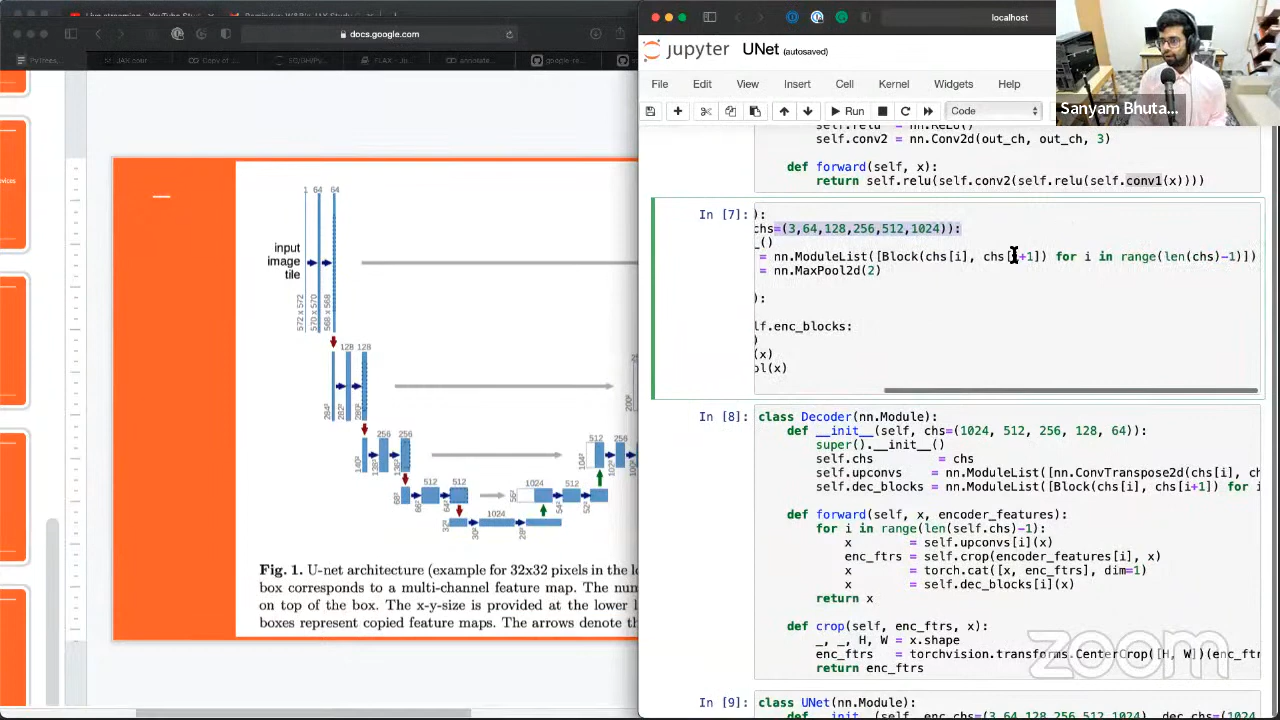 docs.google.com
localhost
jupyter UNet (autosaved)
File Edit View Insert Cell Kernel Widgets Help
Run Code
Sanyam Bhuta...
self.conv2 = nn.Conv2d(out_ch, out_ch, 3)
def forward(self, x):
return self.relu(self.conv2(self.relu(self.conv1(x))))
In [7]: ):
chs=(3,64,128,256,512,1024)):
_()
= nn.ModuleList([Block(chs[i], chs[i+1]) for i in range(len(chs)-1)])
= nn.MaxPool2d(2)
):
lf.enc_blocks:
)
(x)
ol(x)
In [8]: class Decoder(nn.Module):
def __init__(self, chs=(1024, 512, 256, 128, 64)):
super().__init__()
self.chs = chs
self.upconvs = nn.ModuleList([nn.ConvTranspose2d(chs[i], ch
self.dec_blocks = nn.ModuleList([Block(chs[i], chs[i+1]) for i
def forward(self, x, encoder_features):
for i in range(len(self.chs)-1):
x = self.upconvs[i](x)
enc_ftrs = self.crop(encoder_features[i], x)
x = torch.cat([x, enc_ftrs], dim=1)
x = self.dec_blocks[i](x)
return x
def crop(self, enc_ftrs, x):
_, _, H, W = x.shape
enc_ftrs = torchvision.transforms.CenterCrop([H, W])(enc_ftr
return enc_ftrs
In [9]: class UNet(nn.Module):
zoom
1 64 64
input
image
tile
572 x 572
570 x 570
568 x 568
128 128
256 256
512 512
1024
1024 512
512 256
Fig. 1. U-net architecture (example for 32x32 pixels in the lo
box corresponds to a multi-channel feature map. The num
on top of the box. The x-y-size is provided at the lower l
boxes represent copied feature maps. The arrows denote th